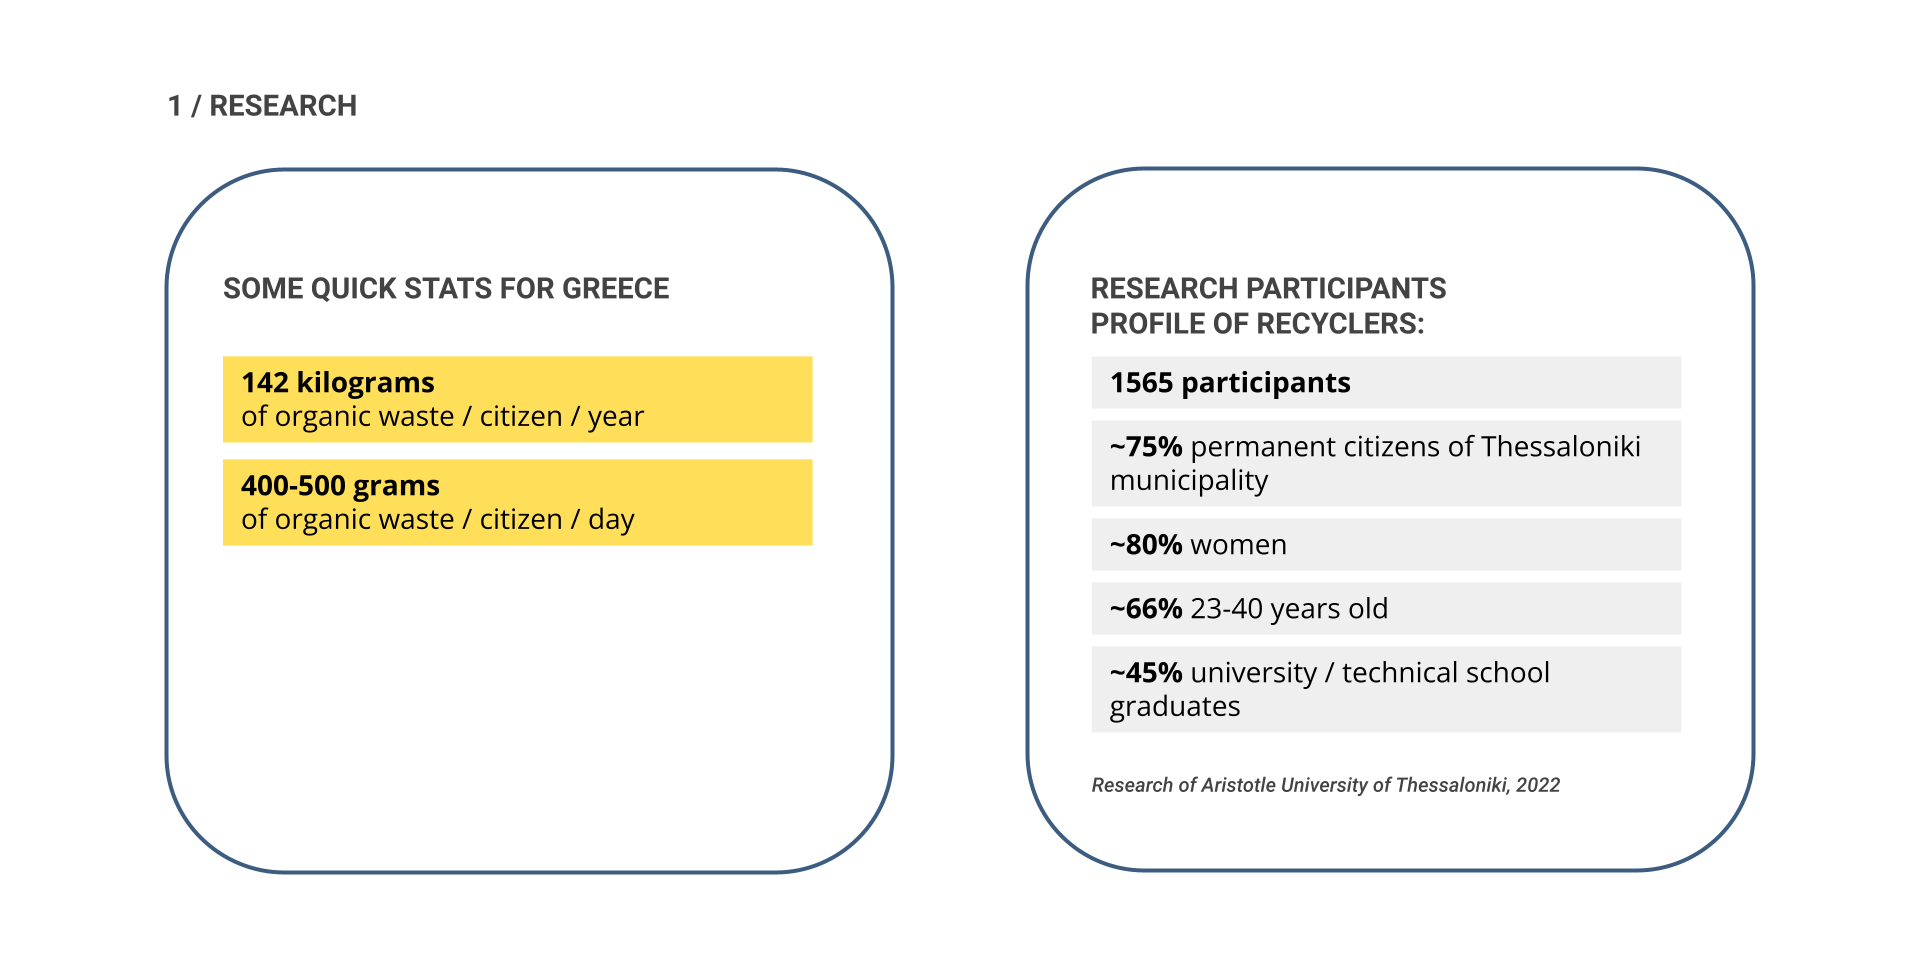 1 / RESEARCH
SOME QUICK STATS FOR GREECE
142 kilograms
of organic waste / citizen / year
400-500 grams
of organic waste / citizen / day
RESEARCH PARTICIPANTS
PROFILE OF RECYCLERS:
1565 participants
~75% permanent citizens of Thessaloniki
municipality
~80% women
~66% 23-40 years old
~45% university / technical school
graduates
Research of Aristotle University of Thessaloniki, 2022